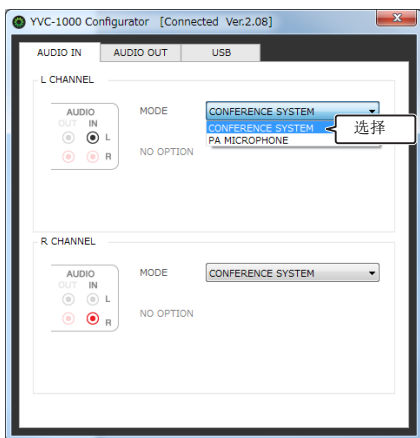 YVC-1000 Configurator [Connected Ver.2.08]
AUDIO IN AUDIO OUT USB
L CHANNEL
AUDIO
OUT IN
L
R
MODE CONFERENCE SYSTEM
CONFERENCE SYSTEM
PA MICROPHONE
选择
NO OPTION
R CHANNEL
AUDIO
OUT IN
L
R
MODE CONFERENCE SYSTEM
NO OPTION